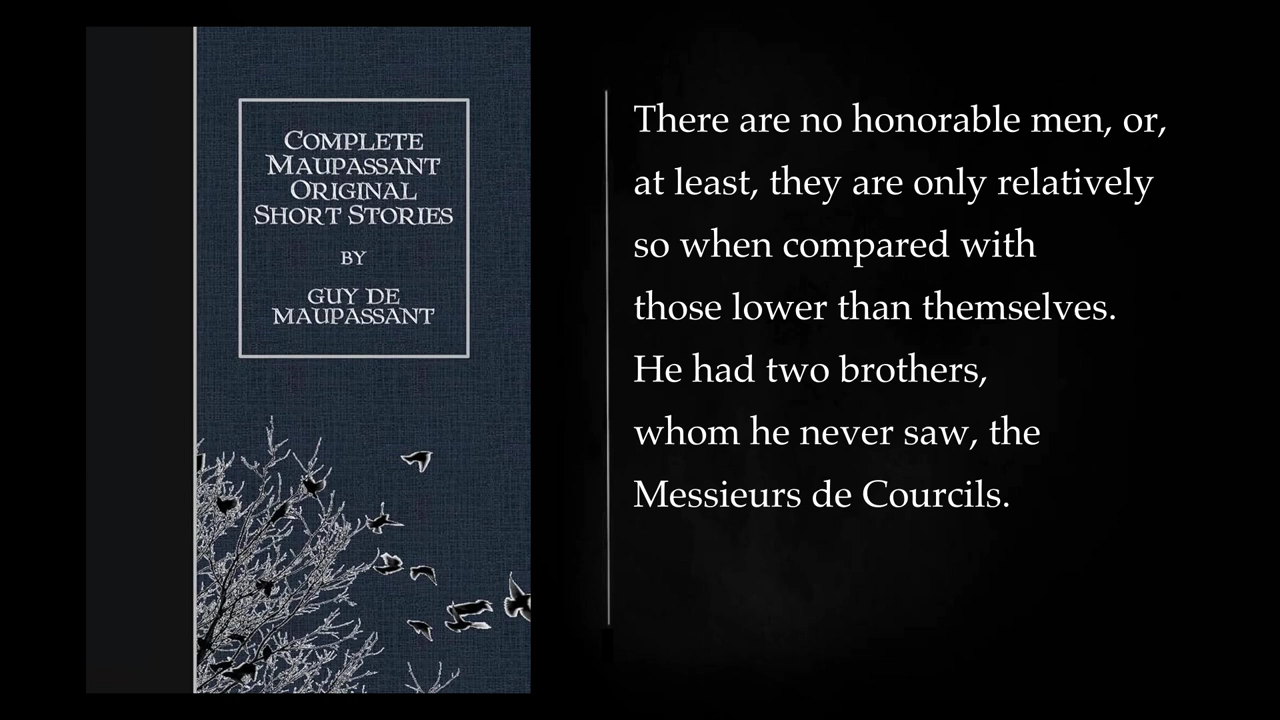 COMPLETE
MAUPASSANT
ORIGINAL
SHORT STORIES
BY
GUY DE
MAUPASSANT
There are no honorable men, or,
at least, they are only relatively
so when compared with
those lower than themselves.
He had two brothers,
whom he never saw, the
Messieurs de Courcils.